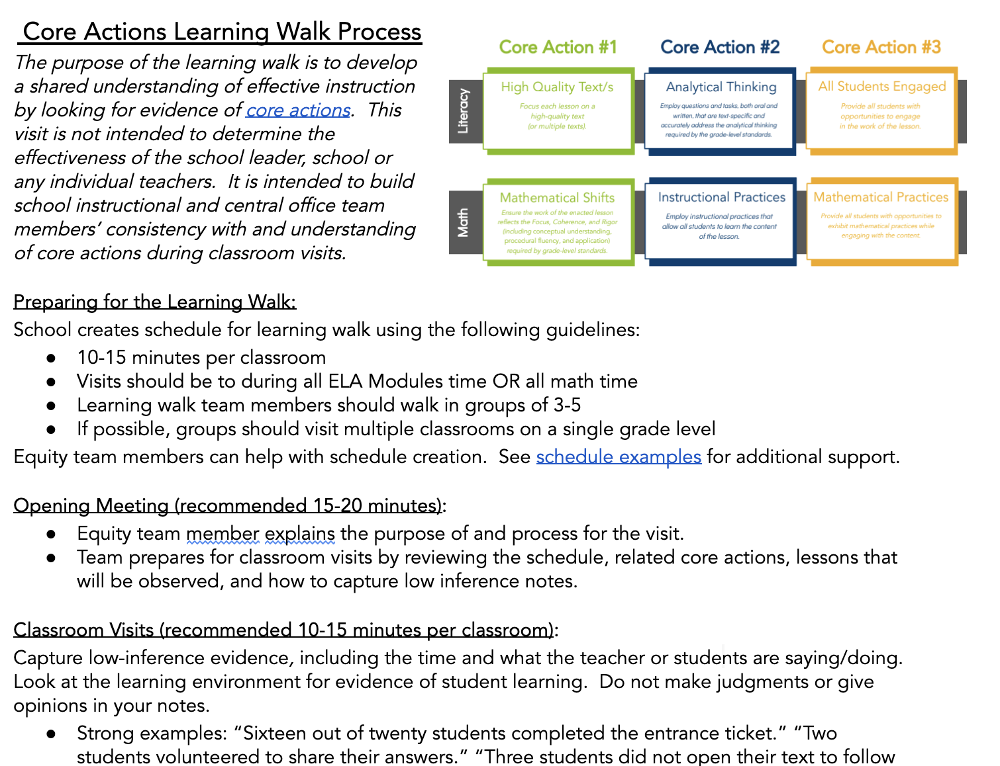 Core Actions Learning Walk Process
The purpose of the learning walk is to develop
a shared understanding of effective instruction
by looking for evidence of core actions.  This
visit is not intended to determine the
effectiveness of the school leader, school or
any individual teachers.  It is intended to build
school instructional and central office team
members’ consistency with and understanding
of core actions during classroom visits.
Core Action #1
Core Action #2
Core Action #3
Literacy
High Quality Text/s
Focus each lesson on a
high-quality text
(or multiple texts).
Analytical Thinking
Employ questions and tasks, both oral and
written, that are text-specific and
accurately address the analytical thinking
required by the grade-level standards.
All Students Engaged
Provide all students with
opportunities to engage
in the work of the lesson.
Math
Mathematical Shifts
Ensure the work of the enacted lesson
reflects the Focus, Coherence, and Rigor
(including conceptual understanding,
procedural fluency, and application)
required by grade-level standards.
Instructional Practices
Employ instructional practices that
allow all students to learn the content
of the lesson.
Mathematical Practices
Provide all students with opportunities to
exhibit mathematical practices while
engaging with the content.
Preparing for the Learning Walk:
School creates schedule for learning walk using the following guidelines:
● 10-15 minutes per classroom
● Visits should be to during all ELA Modules time OR all math time
● Learning walk team members should walk in groups of 3-5
● If possible, groups should visit multiple classrooms on a single grade level
Equity team members can help with schedule creation.  See schedule examples for additional support.
Opening Meeting (recommended 15-20 minutes):
● Equity team member explains the purpose of and process for the visit.
● Team prepares for classroom visits by reviewing the schedule, related core actions, lessons that
will be observed, and how to capture low inference notes.
Classroom Visits (recommended 10-15 minutes per classroom):
Capture low-inference evidence, including the time and what the teacher or students are saying/doing.
Look at the learning environment for evidence of student learning.  Do not make judgments or give
opinions in your notes.
● Strong examples: “Sixteen out of twenty students completed the entrance ticket.” “Two
students volunteered to share their answers.” “Three students did not open their text to follow